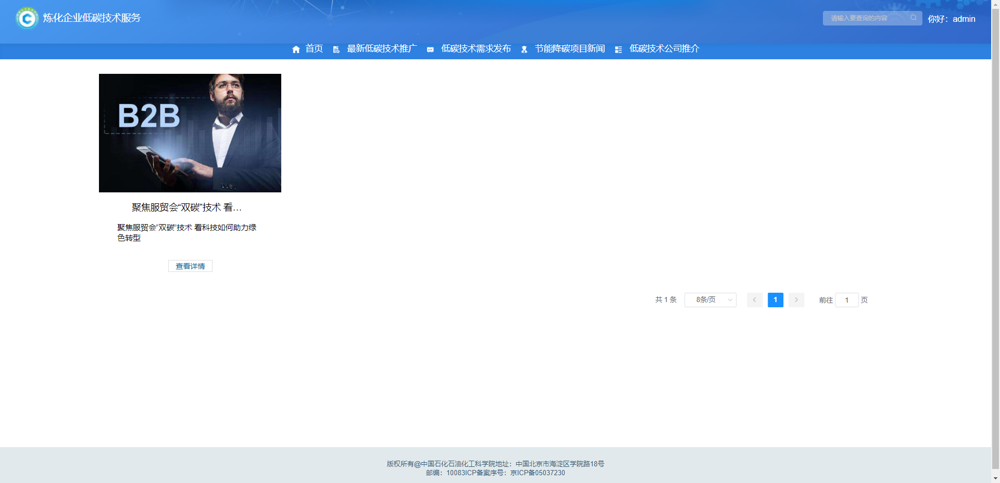 炼化企业低碳技术服务
请输入要查询的内容
你好：admin
首页
最新低碳技术推广
低碳技术需求发布
节能降碳项目新闻
低碳技术公司推介
B2B
聚焦服贸会“双碳”技术 看…
聚焦服贸会“双碳”技术 看科技如何助力绿
色转型
查看详情
共 1 条
8条/页
1
前往 1 页
版权所有@中国石化石油化工科学院地址：中国北京市海淀区学院路18号
邮编：10083ICP备案序号：京ICP备05037230